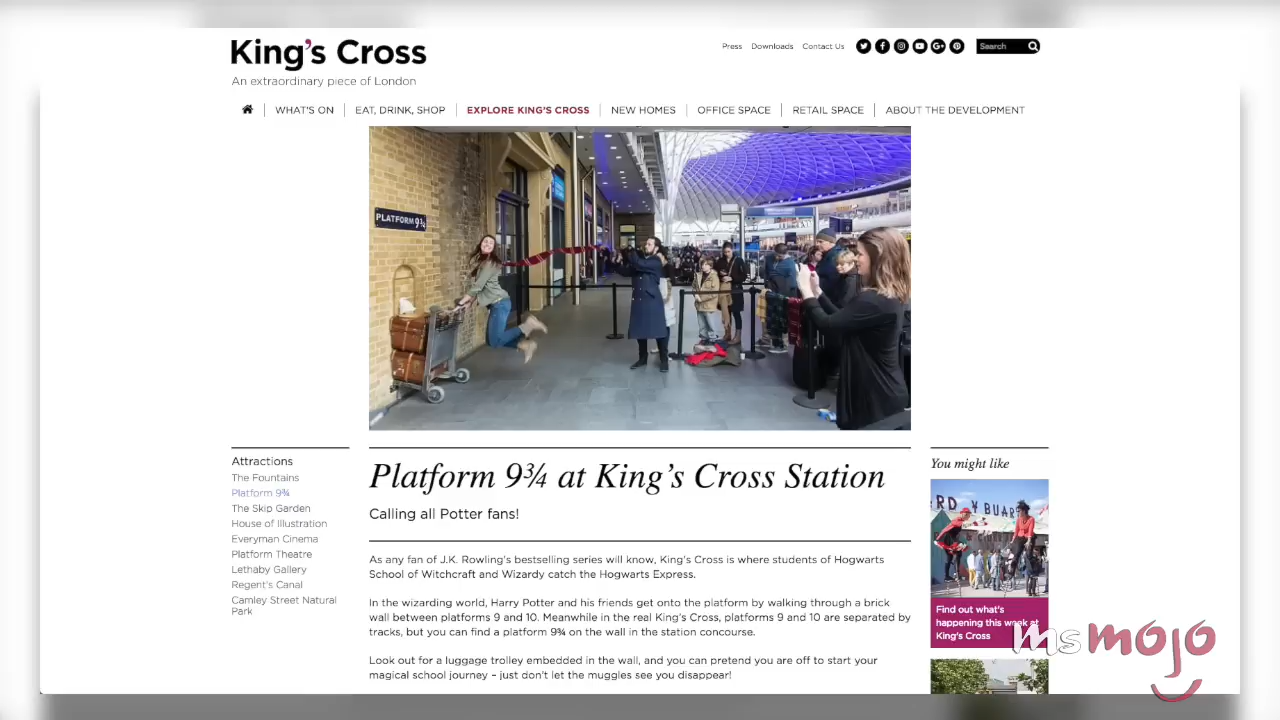 King's Cross
An extraordinary piece of London
Press Downloads Contact Us
Search
WHAT'S ON
EAT, DRINK, SHOP
EXPLORE KING'S CROSS
NEW HOMES
OFFICE SPACE
RETAIL SPACE
ABOUT THE DEVELOPMENT
PLATFORM 9¾
Attractions
The Fountains
Platform 9¾
The Skip Garden
House of Illustration
Everyman Cinema
Platform Theatre
Lethaby Gallery
Regent's Canal
Camley Street Natural
Park
Platform 9¾ at King's Cross Station
Calling all Potter fans!
As any fan of J.K. Rowling's bestselling series will know, King's Cross is where students of Hogwarts
School of Witchcraft and Wizardy catch the Hogwarts Express.
In the wizarding world, Harry Potter and his friends get onto the platform by walking through a brick
wall between platforms 9 and 10. Meanwhile in the real King's Cross, platforms 9 and 10 are separated by
tracks, but you can find a platform 9¾ on the wall in the station concourse.
Look out for a luggage trolley embedded in the wall, and you can pretend you are off to start your
magical school journey – just don't let the muggles see you disappear!
You might like
Find out what's
happening this week at
King's Cross
msmojo